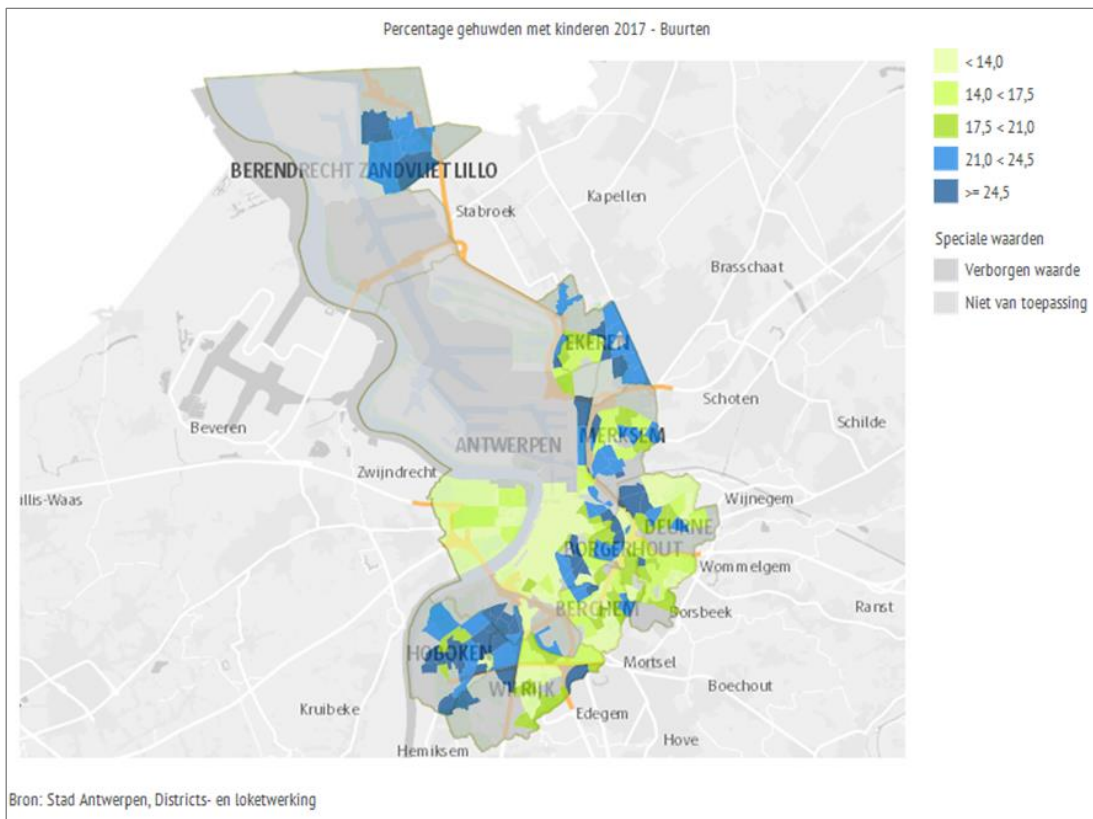 Percentage gehuwden met kinderen 2017 - Buurten
< 14,0
14,0 < 17,5
17,5 < 21,0
21,0 < 24,5
>= 24,5
Speciale waarden
Verborgen waarde
Niet van toepassing
BERENDRECHT ZANDVLIET LILLO
Stabroek
Kapellen
Brasschaat
EKEREN
Schoten
Schilde
Beveren
ANTWERPEN
MERKSEM
Zwijndrecht
illis-Waas
Wijnegem
DEURNE
BORGERHOUT
Wommelgem
BERCHEM
Borsbeek
Ranst
HOBOKEN
Mortsel
WILRIJK
Boechout
Kruibeke
Edegem
Hemiksem
Hove
Bron: Stad Antwerpen, Districts- en loketwerking